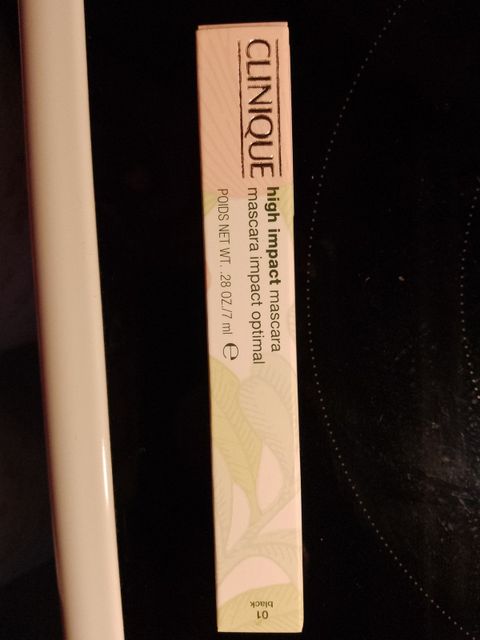 CLINIQUE
high impact mascara
mascara impact optimal
POIDS NET WT. .28 OZ./7 ml e
01
black